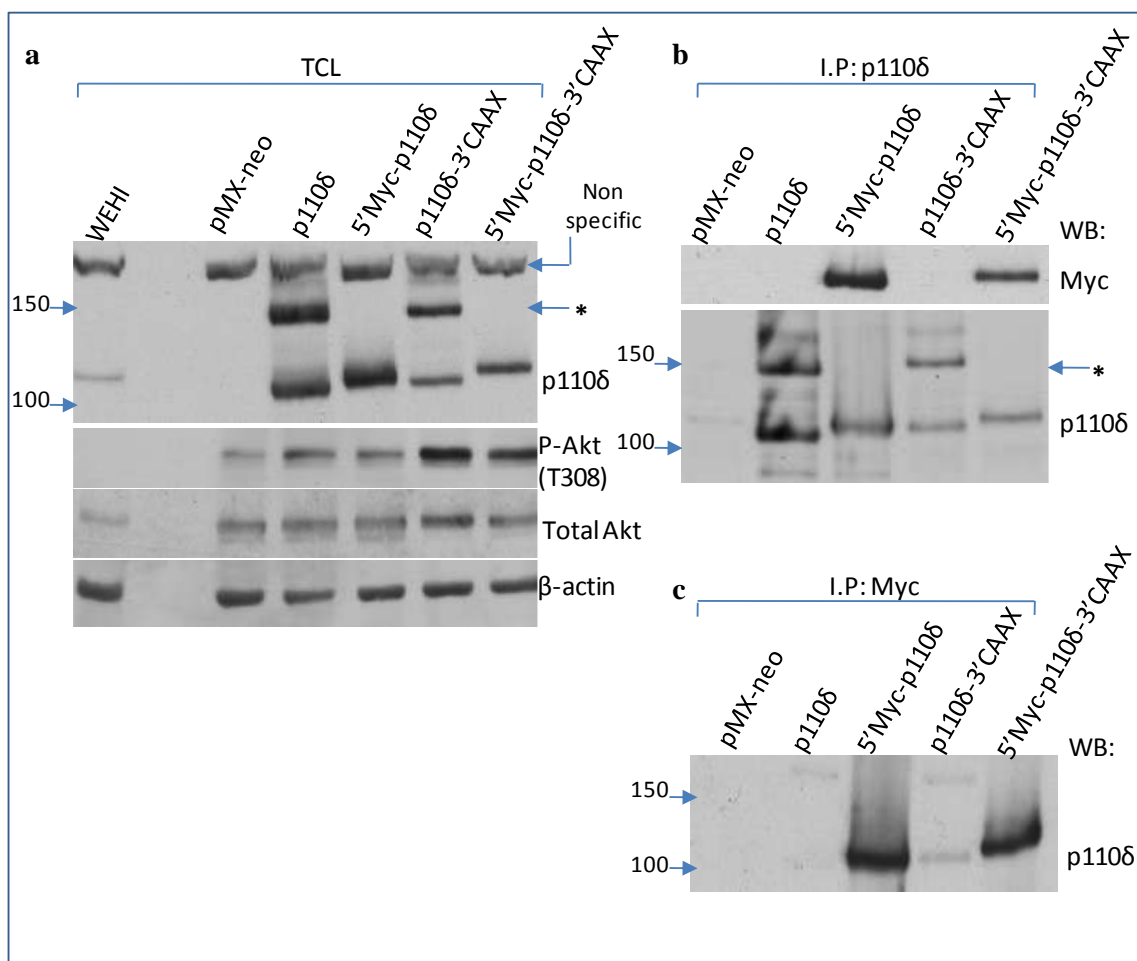 a
TCL
WEHI
pMX-neo
p110δ
5'Myc-p110δ
p110δ-3'CAAX
5'Myc-p110δ-3'CAAX
Non
specific
150
*
p110δ
100
P-Akt
(T308)
Total Akt
β-actin
b
I.P: p110δ
pMX-neo
p110δ
5'Myc-p110δ
p110δ-3'CAAX
5'Myc-p110δ-3'CAAX
WB:
Myc
150
*
p110δ
100
c
I.P: Myc
pMX-neo
p110δ
5'Myc-p110δ
p110δ-3'CAAX
5'Myc-p110δ-3'CAAX
WB:
150
p110δ
100